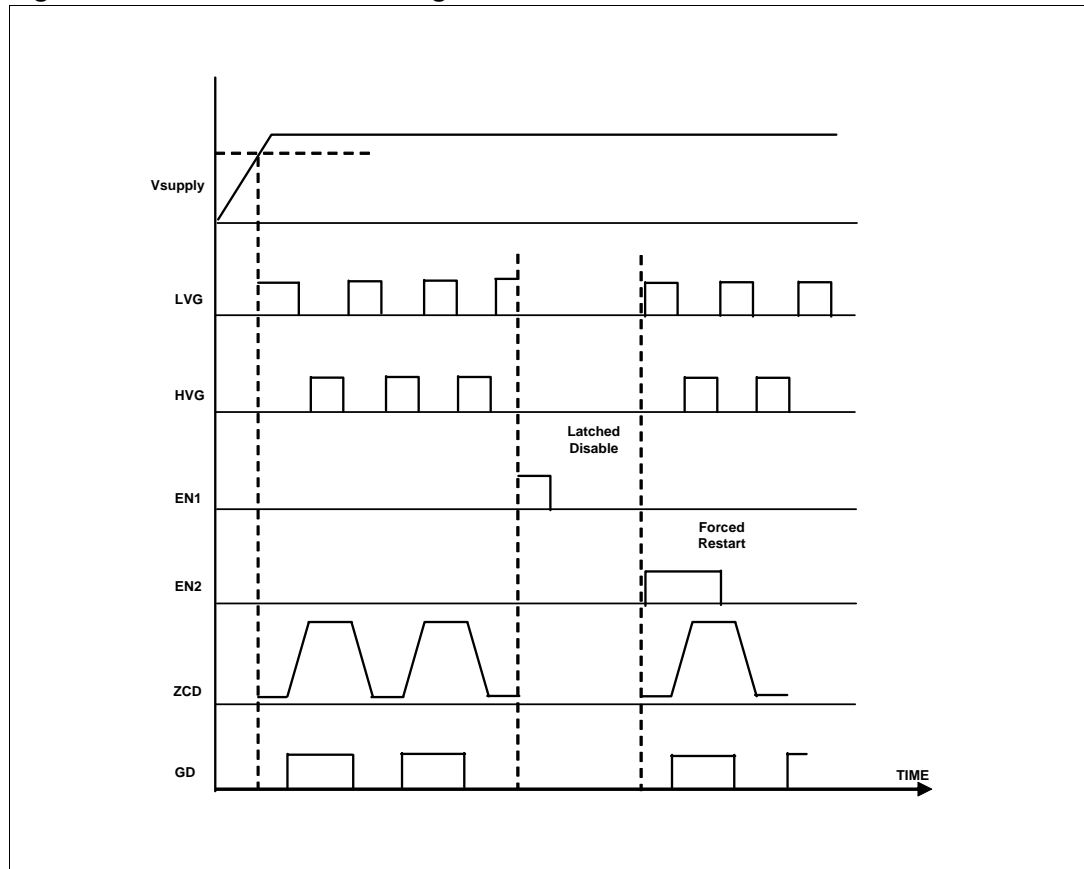 Vsupply
LVG
HVG
Latched
Disable
EN1
Forced
Restart
EN2
ZCD
GD
TIME